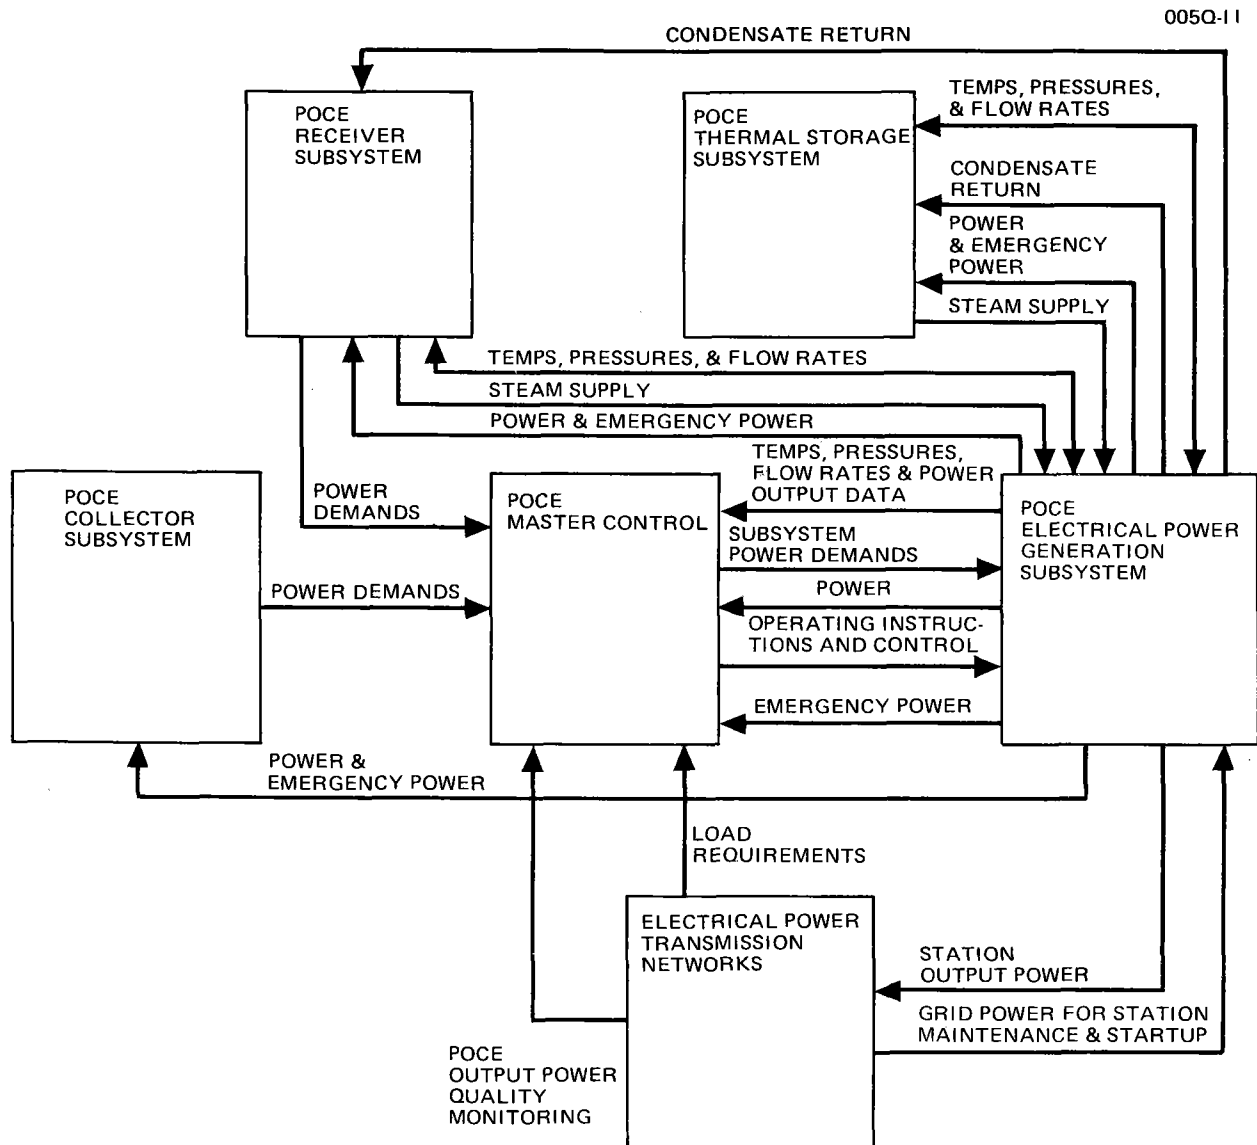 005Q-11
CONDENSATE RETURN
POCE
RECEIVER
SUBSYSTEM
POCE
THERMAL STORAGE
SUBSYSTEM
TEMPS, PRESSURES,
& FLOW RATES
CONDENSATE
RETURN
POWER
& EMERGENCY
POWER
STEAM SUPPLY
TEMPS, PRESSURES, & FLOW RATES
STEAM SUPPLY
POWER & EMERGENCY POWER
POCE
COLLECTOR
SUBSYSTEM
POWER
DEMANDS
POWER DEMANDS
POCE
MASTER CONTROL
TEMPS, PRESSURES,
FLOW RATES & POWER
OUTPUT DATA
SUBSYSTEM
POWER DEMANDS
POWER
OPERATING INSTRUC-
TIONS AND CONTROL
EMERGENCY POWER
POCE
ELECTRICAL POWER
GENERATION
SUBSYSTEM
POWER &
EMERGENCY POWER
LOAD
REQUIREMENTS
ELECTRICAL POWER
TRANSMISSION
NETWORKS
STATION
OUTPUT POWER
GRID POWER FOR STATION
MAINTENANCE & STARTUP
POCE
OUTPUT POWER
QUALITY
MONITORING